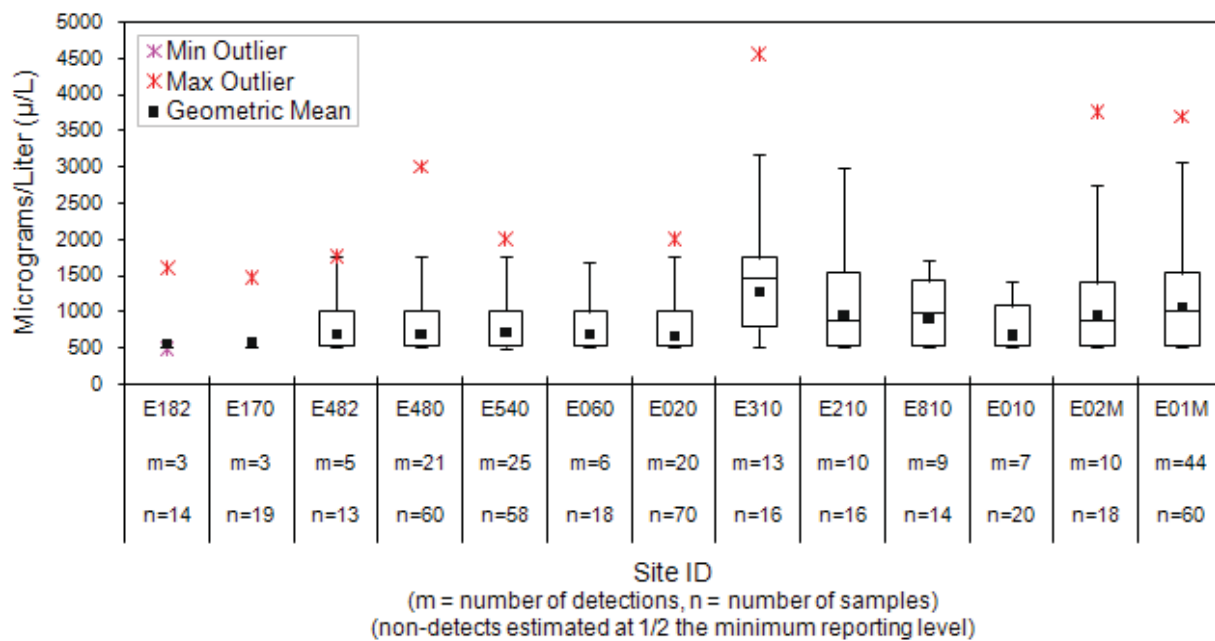 5000
4500
4000
3500
3000
2500
2000
1500
1000
500
0
Micrograms/Liter (µ/L)
Min Outlier
Max Outlier
Geometric Mean
E182 E170 E482 E480 E540 E060 E020 E310 E210 E810 E010 E02M E01M
m=3 m=3 m=5 m=21 m=25 m=6 m=20 m=13 m=10 m=9 m=7 m=10 m=44
n=14 n=19 n=13 n=60 n=58 n=18 n=70 n=16 n=16 n=14 n=20 n=18 n=60
Site ID
(m = number of detections, n = number of samples)
(non-detects estimated at 1/2 the minimum reporting level)